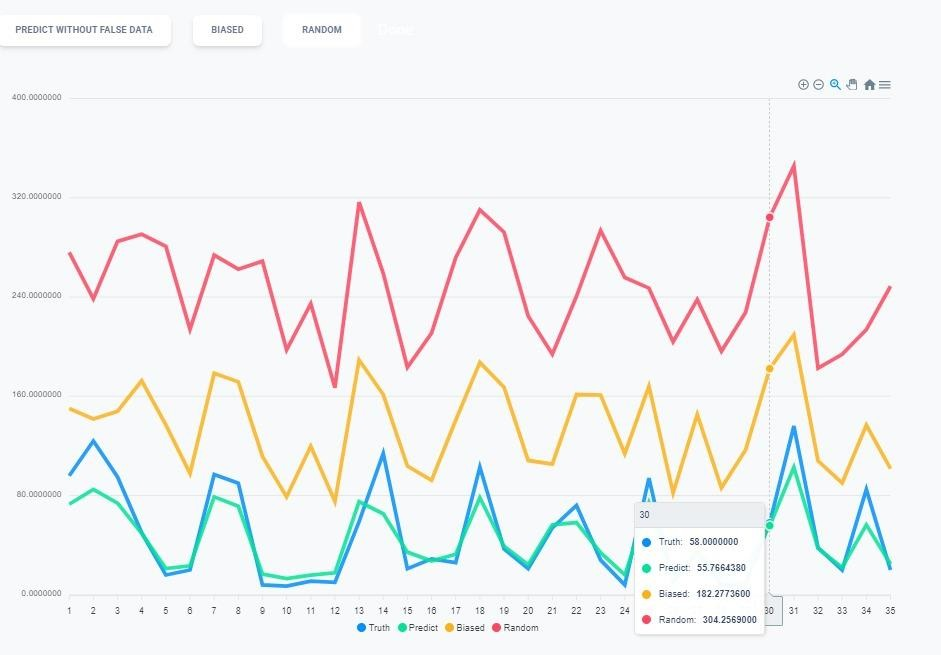 PREDICT WITHOUT FALSE DATA BIASED RANDOM Done
400.0000000
320.0000000
240.0000000
160.0000000
80.0000000
0.0000000
30
Truth: 58.0000000
Predict: 55.7664380
Biased: 182.2773600
Random: 304.2569000
1 2 3 4 5 6 7 8 9 10 11 12 13 14 15 16 17 18 19 20 21 22 23 24 30 31 32 33 34 35
Truth Predict Biased Random